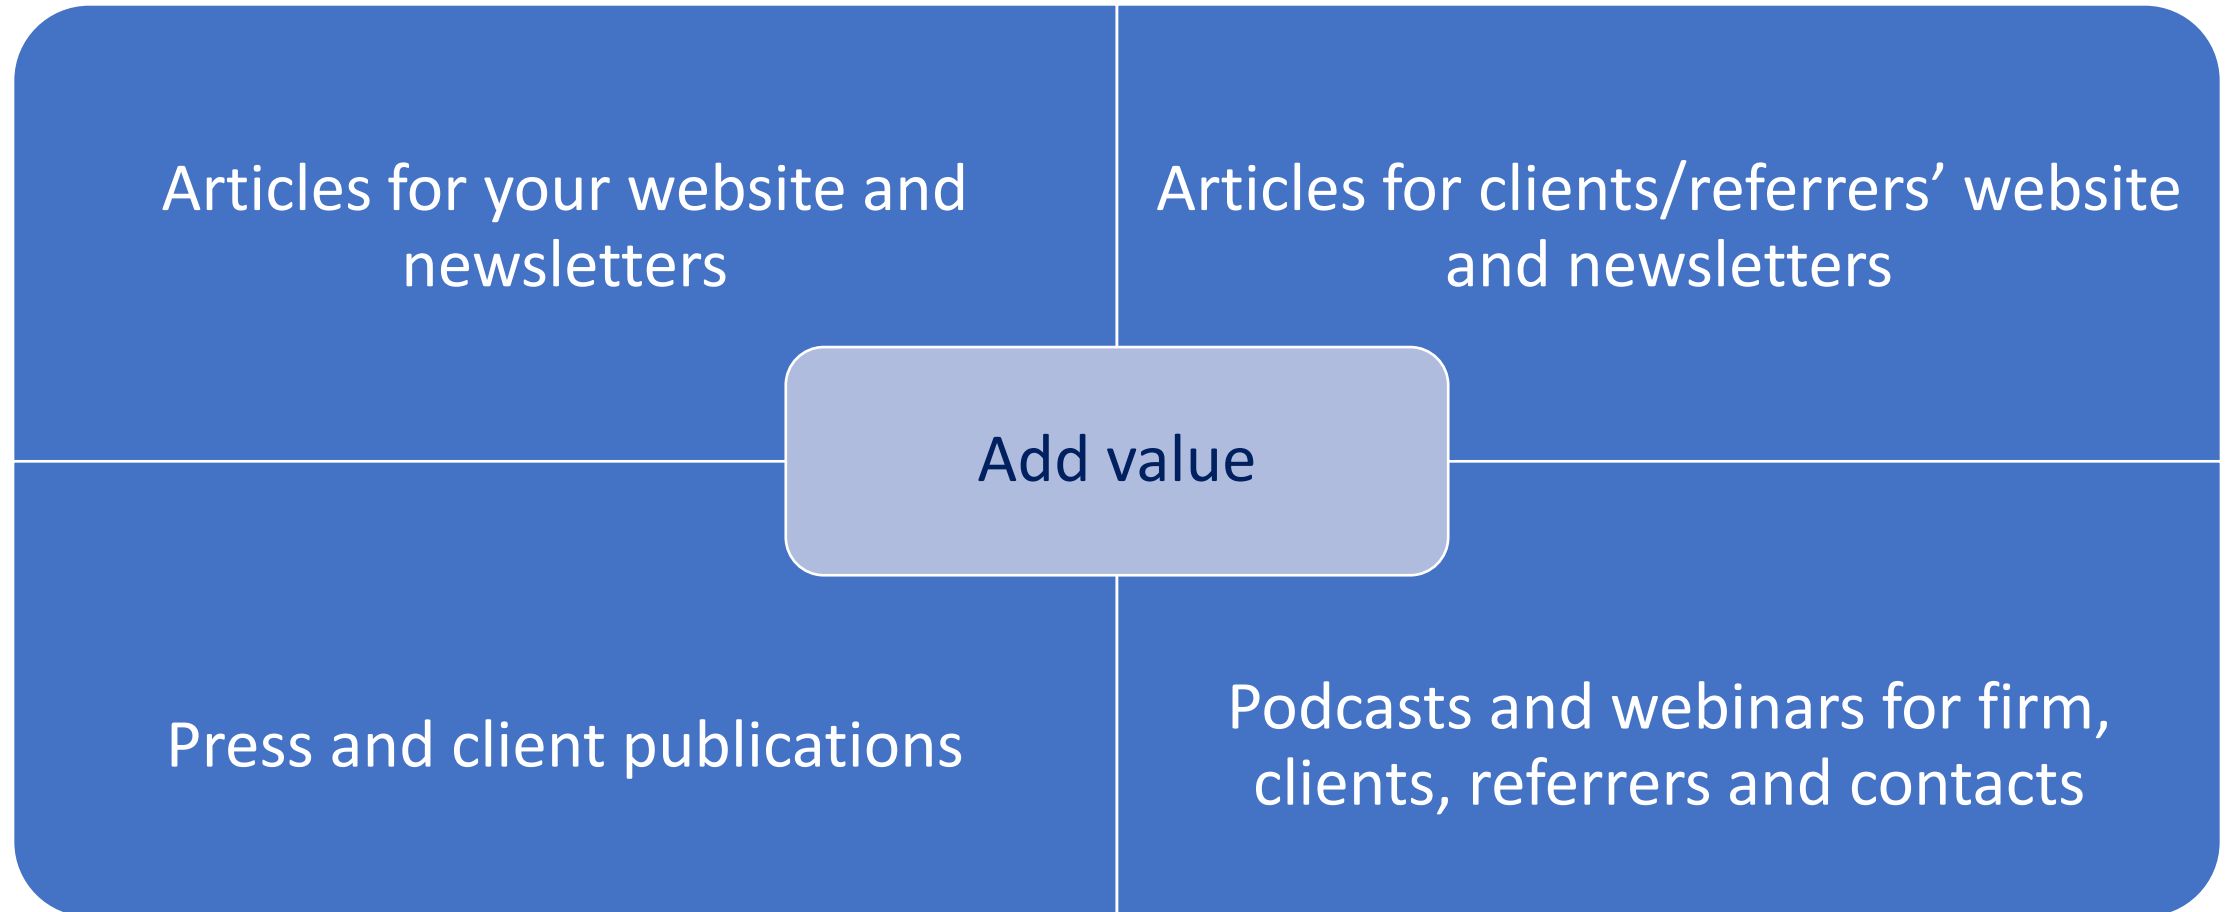 Articles for your website and
newsletters
Articles for clients/referrers’ website
and newsletters
Add value
Press and client publications
Podcasts and webinars for firm,
clients, referrers and contacts